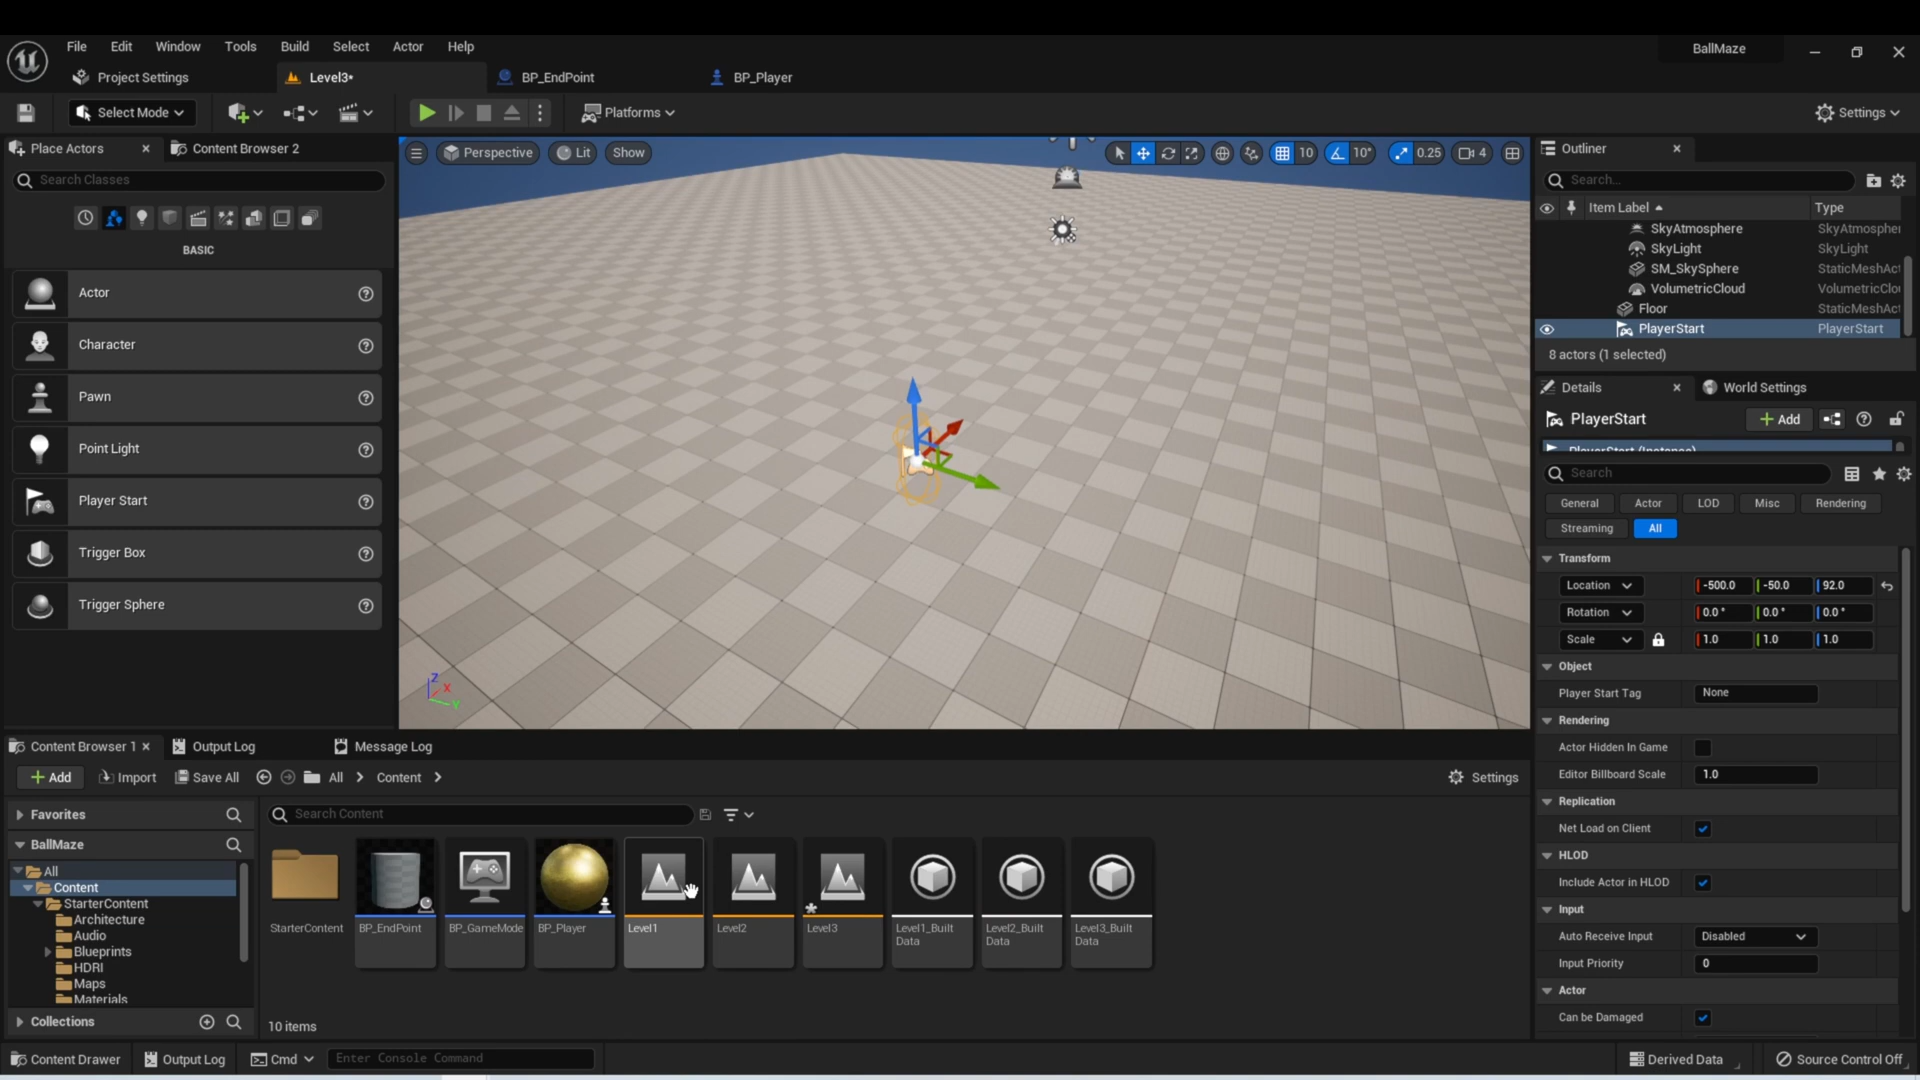 File Edit Window Tools Build Select Actor Help
BallMaze
Project Settings
Level3*
BP_EndPoint
BP_Player
Select Mode
Platforms
Settings
Place Actors
Content Browser 2
Search Classes
BASIC
Actor
Character
Pawn
Point Light
Player Start
Trigger Box
Trigger Sphere
Perspective
Lit
Show
10
10°
0.25
4
Z
X
Y
Outliner
Search...
Item Label
Type
SkyAtmosphere SkyAtmospher
SkyLight SkyLight
SM_SkySphere StaticMeshAct
VolumetricCloud VolumetricClou
Floor StaticMeshAct
PlayerStart PlayerStart
8 actors (1 selected)
Details
World Settings
PlayerStart
Add
PlayerStart (Instance)
Search
General Actor LOD Misc Rendering
Streaming All
Transform
Location -500.0 -50.0 92.0
Rotation 0.0° 0.0° 0.0°
Scale 1.0 1.0 1.0
Object
Player Start Tag None
Rendering
Actor Hidden In Game
Editor Billboard Scale 1.0
Replication
Net Load on Client
HLOD
Include Actor in HLOD
Input
Auto Receive Input Disabled
Input Priority 0
Actor
Can be Damaged
Content Browser 1
Output Log
Message Log
Add
Import
Save All
All
Content
Settings
Favorites
BallMaze
All
Content
StarterContent
Architecture
Audio
Blueprints
HDRI
Maps
Materials
Collections
Search Content
StarterContent
BP_EndPoint
BP_GameMode
BP_Player
Level1
Level2
Level3
Level1_Built
Data
Level2_Built
Data
Level3_Built
Data
10 items
Content Drawer
Output Log
Cmd
Enter Console Command
Derived Data
Source Control Off